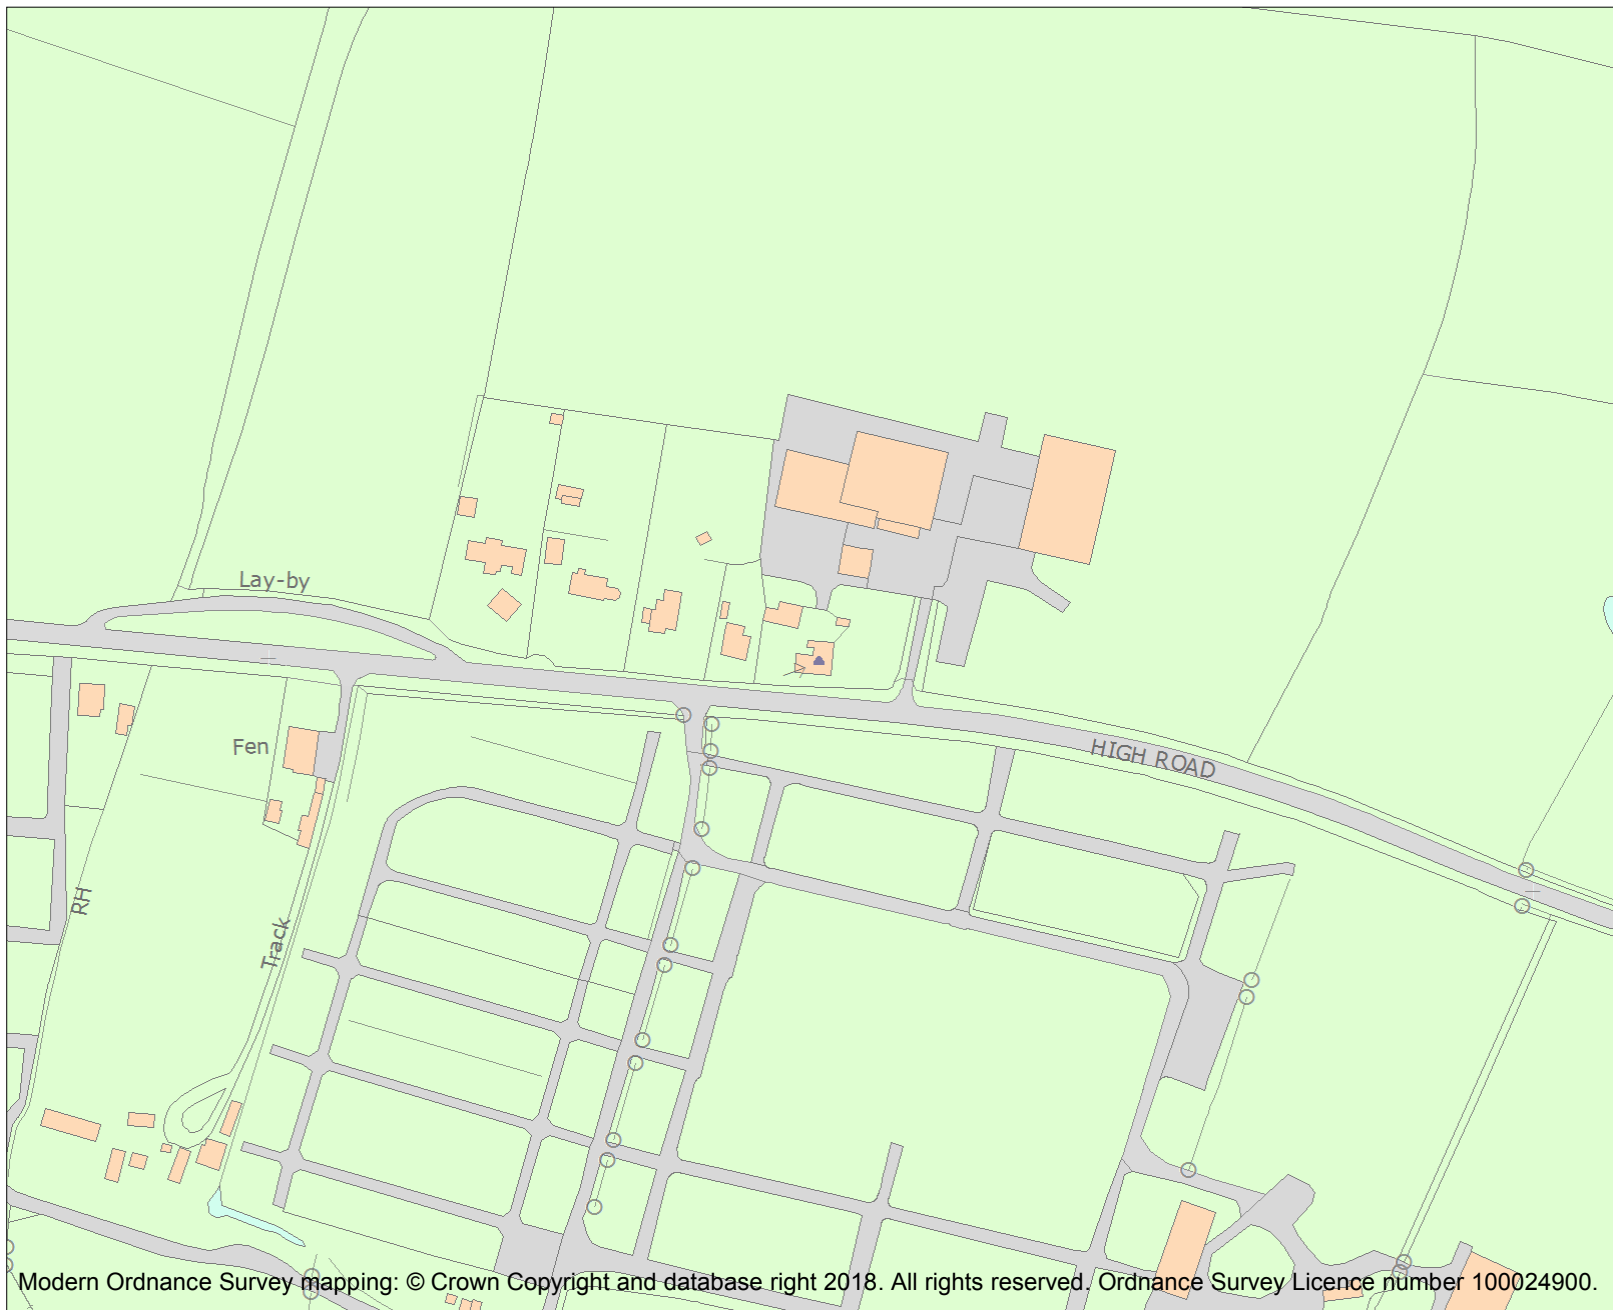 Lay-by
Fen
HIGH ROAD
RH
Track
Modern Ordnance Survey mapping: © Crown Copyright and database right 2018. All rights reserved. Ordnance Survey Licence number 100024900.